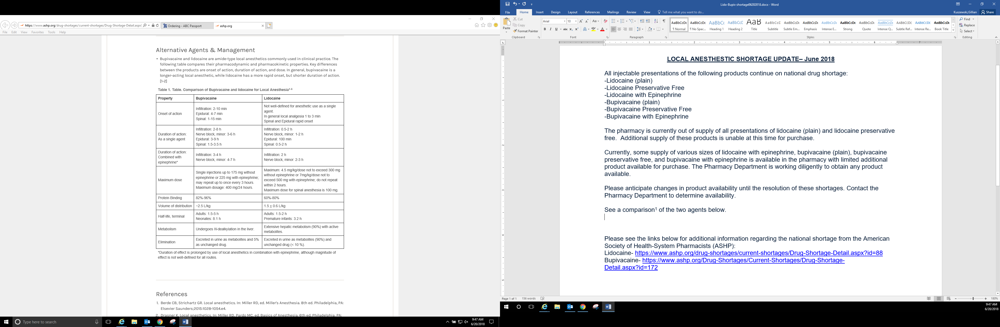 https://www.ashp.org/drug-shortages/current-shortages/Drug-Shortage-Detail.aspx?
Ordering - ABC Passport
ashp.org
File Edit View Favorites Tools Help
Alternative Agents & Management
• Bupivacaine and lidocaine are amide-type local anesthetics commonly used in clinical practice. The
following table compares their pharmacodynamic and pharmacokinetic properties. Key differences
between the products are onset of action, duration of action, and dose. In general, bupivacaine is a
longer-acting local anesthetic, while lidocaine has a more rapid onset, but shorter duration of action.
[1-2]
Table 1. Table. Comparison of Bupivacaine and lidocaine for Local Anesthesia1-6
Property Bupivacaine Lidocaine
Onset of action
Infiltration: 2-10 min
Epidural: 4-7 min
Spinal: 1-15 min
Not well-defined for anesthetic use as a single
agent.
In general local analgesia 1 to 3 min
Spinal and Epidural rapid onset
Duration of action:
As a single agent
Infiltration: 2-8 h
Nerve block, minor: 3-6 h
Epidural: 3-9 h
Spinal: 1.5-3.5 h
Infiltration: 0.5-2 h
Nerve block, minor: 1-2 h
Epidural: 100 min
Spinal: 0.5-2 h
Duration of action:
Combined with
epinephrine*
Infiltration: 3-4 h
Nerve block, minor: 4-7 h
Infiltration: 2 h
Nerve block, minor: 2-3 h
Maximum dose
Single injections up to 175 mg without
epinephrine or 225 mg with epinephrine;
may repeat up to once every 3 hours.
Maximum dosage: 400 mg/24 hours.
Maximum: 4.5 mg/kg/dose not to exceed 300 mg
without epinephrine or 7mg/kg/dose not to
exceed 500 mg with epinephrine; do not repeat
within 2 hours.
Maximum dose for spinal anesthesia is 100 mg.
Protein Binding 82%-96% 60%-80%
Volume of distribution ~2.5 L/kg 1.5 ± 0.6 L/kg
Half-life, terminal
Adults: 1.5-5 h
Neonates: 8.1 h
Adults: 1.5-2 h
Premature infants: 3.2 h
Metabolism
Undergoes N-dealkylation in the liver.
Extensive hepatic metabolism (90%) with active
metabolites.
Elimination
Excreted in urine as metabolites and 5%
as unchanged drug.
Excreted in urine as metabolites (90%) and
unchanged drug (< 10 %).
*Duration of effect is prolonged by use of local anesthetics in combination with epinephrine, although magnitude of
effect is not well-defined for all routes.
References
1. Berde CB, Strichartz GR. Local anesthetics. In: Miller RD, ed. Miller's Anesthesia. 8th ed. Philadelphia, PA:
Elsevier Saunders;2015:1028-1054.e4.
2. Drasner K. Local anesthetics. In: Miller RD, Pardo MC, ed. Basics of Anesthesia. 6th ed. Philadelphia, PA:
Type here to search
9:47 AM
6/20/2018
Lido-Bupiv shortage06202018.docx - Word
File Home Insert Design Layout References Mailings Review View Tell me what you want to do...
Kuszewski,Gillian Share
Paste
Cut
Copy
Format Painter
Arial 10
AaBbCcDc AaBbCcDc AaBbCc AaBbCcC AaB AaBbCcD AaBbCcDc AaBbCcDc AaBbCcDc AaBbCcDc AaBbCcDc AaBbCcDc AABBCCDC AABBCCDC AaBbCcDc
¶ Normal ¶ No Spac... Heading 1 Heading 2 Title Subtitle Subtle Em... Emphasis Intense E... Strong Quote Intense Q... Subtle Ref... Intense Re... Book Title
Find
Replace
Select
Clipboard Font Paragraph Styles Editing
LOCAL ANESTHESTIC SHORTAGE UPDATE– June 2018
All injectable presentations of the following products continue on national drug shortage:
-Lidocaine (plain)
-Lidocaine Preservative Free
-Lidocaine with Epinephrine
-Bupivacaine (plain)
-Bupivacaine Preservative Free
-Bupivacaine with Epinephrine
The pharmacy is currently out of supply of all presentations of lidocaine (plain) and lidocaine preservative
free. Additional supply of these products is unable at this time for purchase.
Currently, some supply of various sizes of lidocaine with epinephrine, bupivacaine (plain), bupivacaine
preservative free, and bupivacaine with epinephrine is available in the pharmacy with limited additional
product available for purchase. The Pharmacy Department is working diligently to obtain any product
available.
Please anticipate changes in product availability until the resolution of these shortages. Contact the
Pharmacy Department to determine availability.
See a comparison1 of the two agents below.
Please see the links below for additional information regarding the national shortage from the American
Society of Health-System Pharmacists (ASHP):
Lidocaine- https://www.ashp.org/drug-shortages/current-shortages/Drug-Shortage-Detail.aspx?id=88
Bupivacaine- https://www.ashp.org/Drug-Shortages/Current-Shortages/Drug-Shortage-
Detail.aspx?id=172
Page 1 of 1 156 words
180%
9:47 AM
6/20/2018